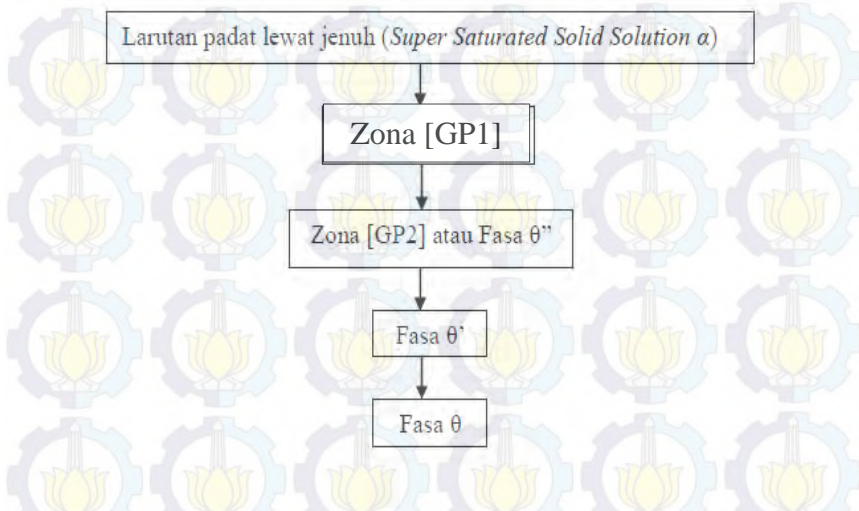 Larutan padat lewat jenuh (Super Saturated Solid Solution α)
Zona [GP1]
Zona [GP2] atau Fasa θ”
Fasa θ’
Fasa θ